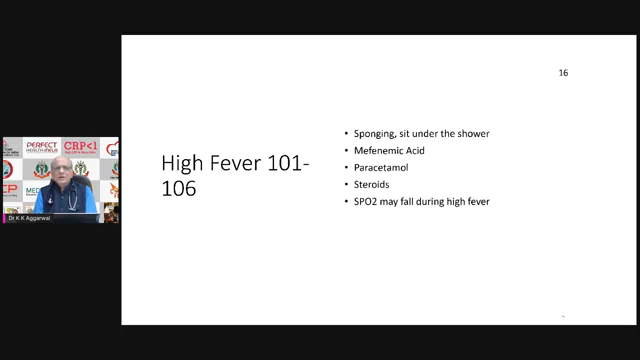 16
High Fever 101-
106
• Sponging, sit under the shower
• Mefenemic Acid
• Paracetamol
• Steroids
• SPO2 may fall during high fever
PERFECT
CRP<1
Dr K K Aggarwal